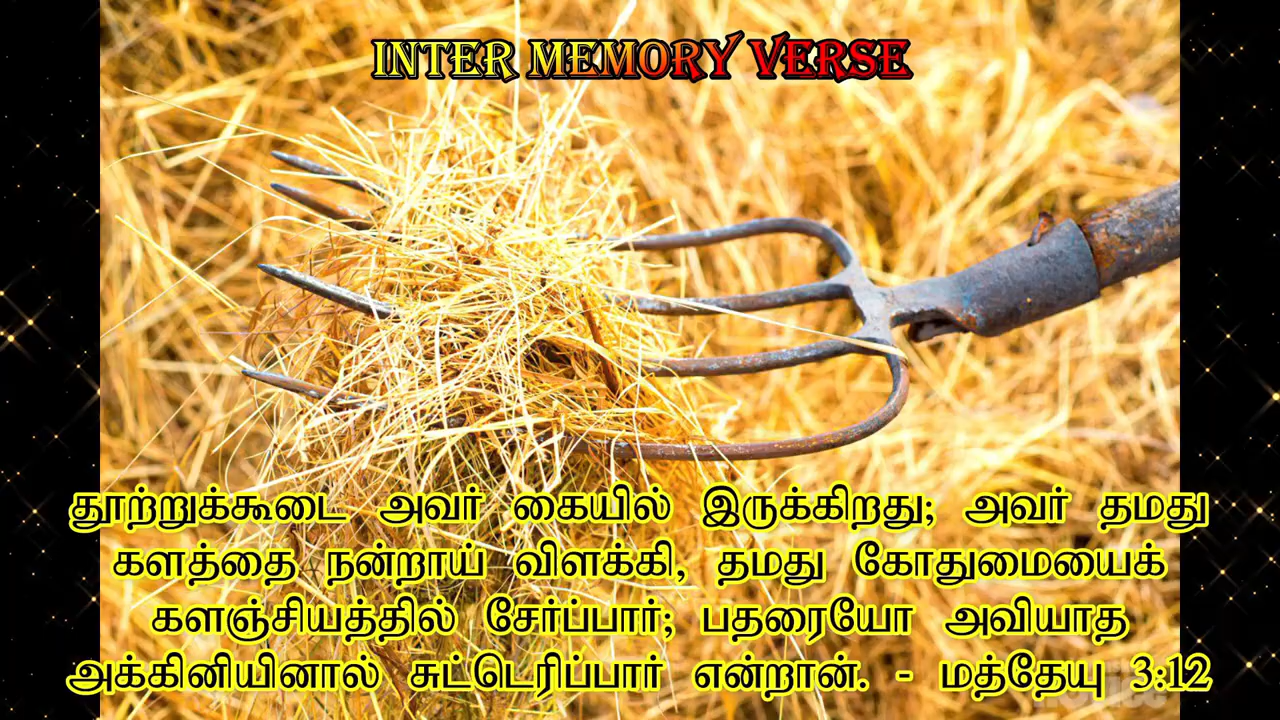 INTER MEMORY VERSE
தூற்றுக்கூடை அவர் கையில் இருக்கிறது; அவர் தமது
களத்தை நன்றாய் விளக்கி, தமது கோதுமையைக்
களஞ்சியத்தில் சேர்ப்பார்; பதரையோ அவியாத
அக்கினியினால் சுட்டெரிப்பார் என்றான். - மத்தேயு 3:12